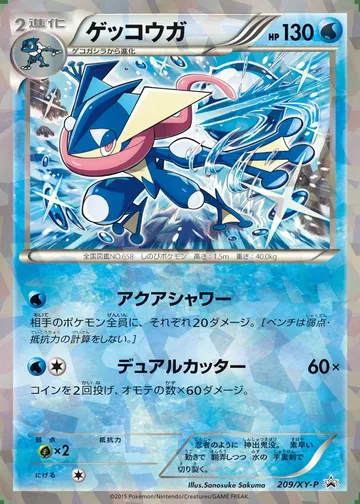 2進化
ゲッコウガ
HP130
ゲコガシラから進化
全国図鑑NO.658 しのびポケモン 高さ:1.5m 重さ:40.0kg
アクアシャワー
相手のポケモン全員に、それぞれ20ダメージ。[ベンチは弱点・
抵抗力の計算をしない。]
デュアルカッター 60×
コインを2回投げ、オモテの数×60ダメージ。
弱点
×2
抵抗力
にげる
忍者のように 神出鬼没。 素早い
動きで 翻弄しつつ 水の 手裏剣で
切り裂く。
Illus.Sanosuke Sakuma
209/XY-P
©2015 Pokémon/Nintendo/Creatures/GAME FREAK.